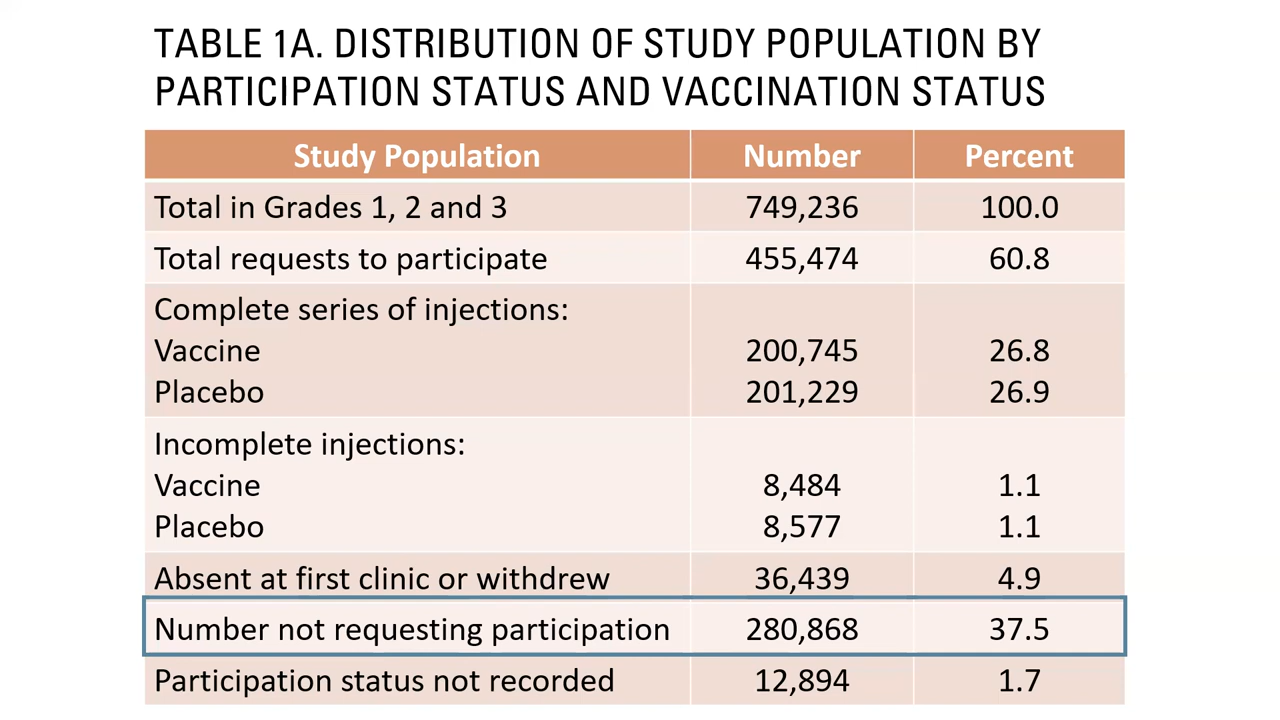 TABLE 1A. DISTRIBUTION OF STUDY POPULATION BY
PARTICIPATION STATUS AND VACCINATION STATUS
Study Population Number Percent
Total in Grades 1, 2 and 3 749,236 100.0
Total requests to participate 455,474 60.8
Complete series of injections:
Vaccine 200,745 26.8
Placebo 201,229 26.9
Incomplete injections:
Vaccine 8,484 1.1
Placebo 8,577 1.1
Absent at first clinic or withdrew 36,439 4.9
Number not requesting participation 280,868 37.5
Participation status not recorded 12,894 1.7